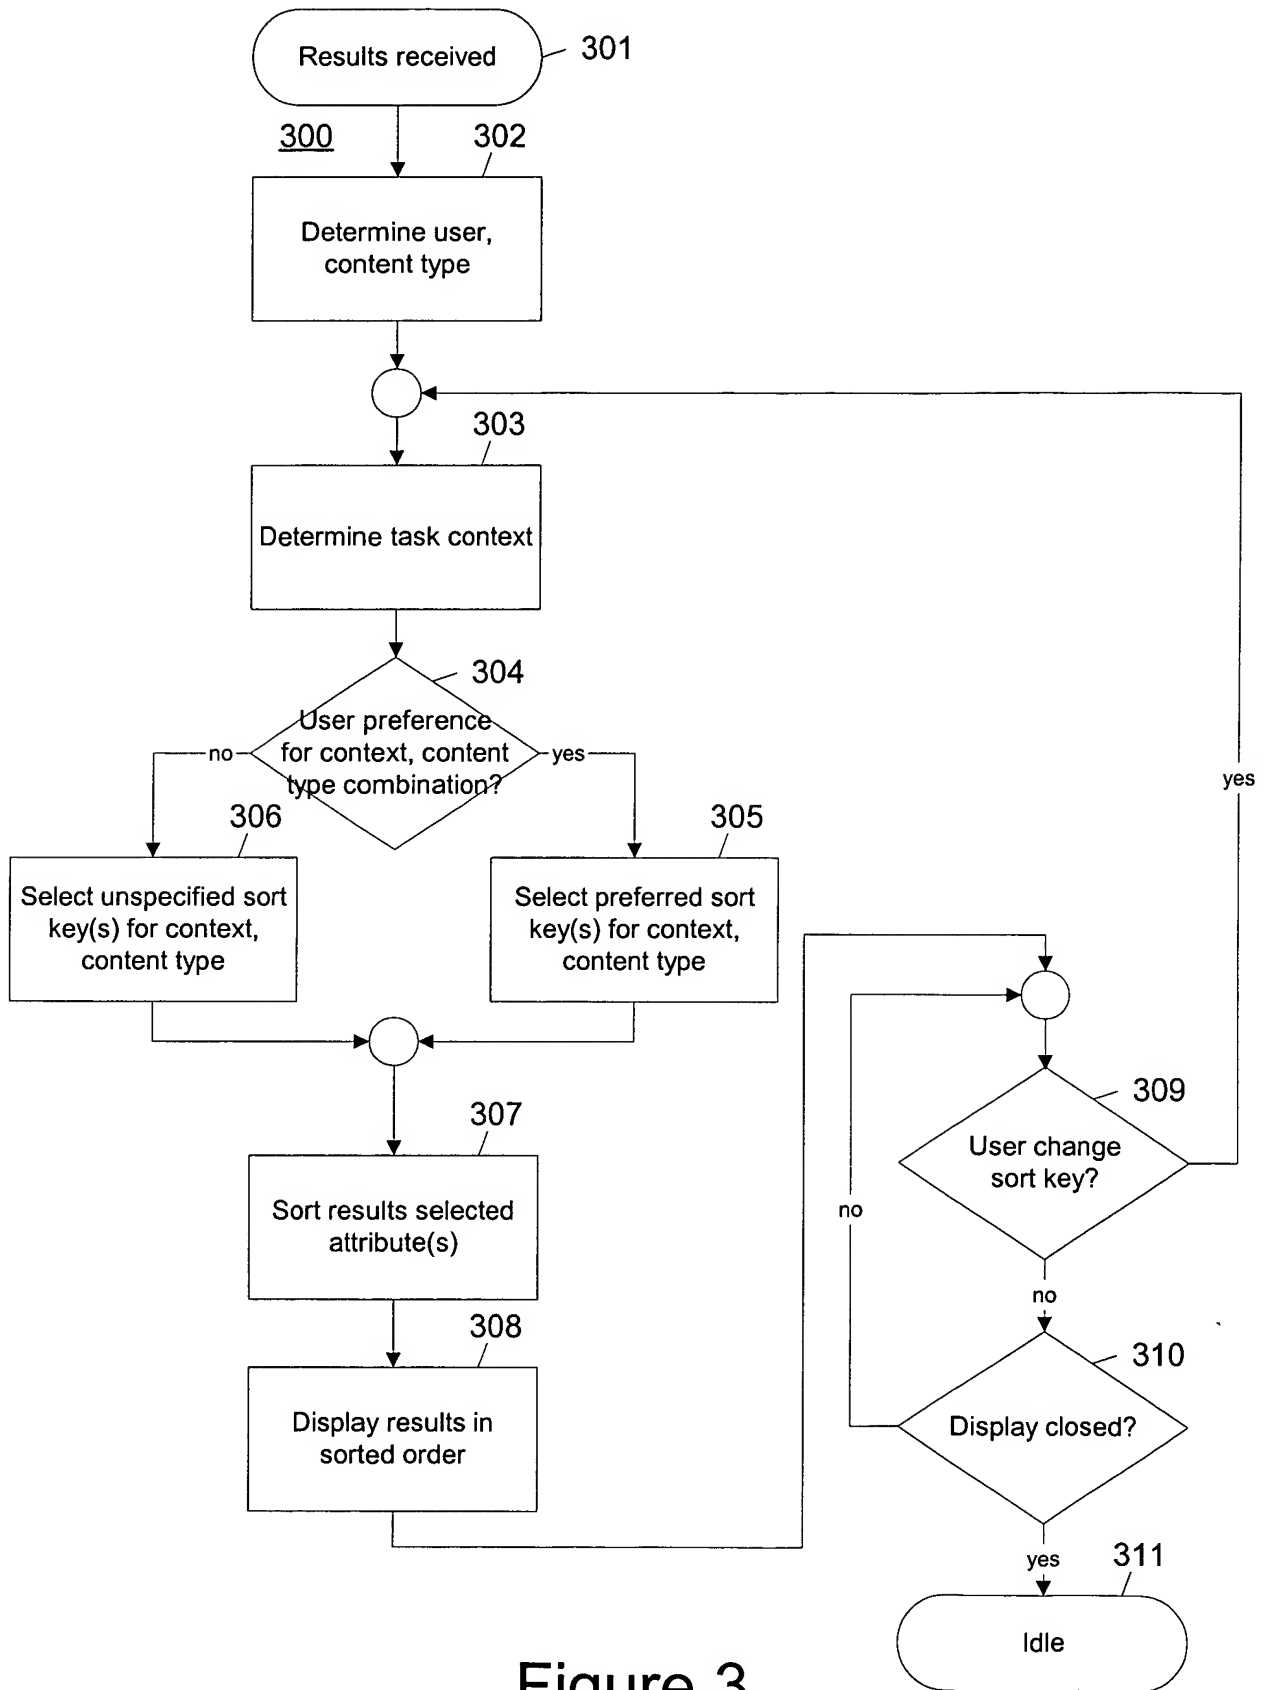 Results received
301
300
302
Determine user,
content type
303
Determine task context
304
User preference
for context, content
type combination?
no
yes
yes
306
305
Select unspecified sort
key(s) for context,
content type
Select preferred sort
key(s) for context,
content type
309
User change
sort key?
307
Sort results selected
attribute(s)
no
no
308
310
Display results in
sorted order
Display closed?
yes
311
Idle
Figure 3